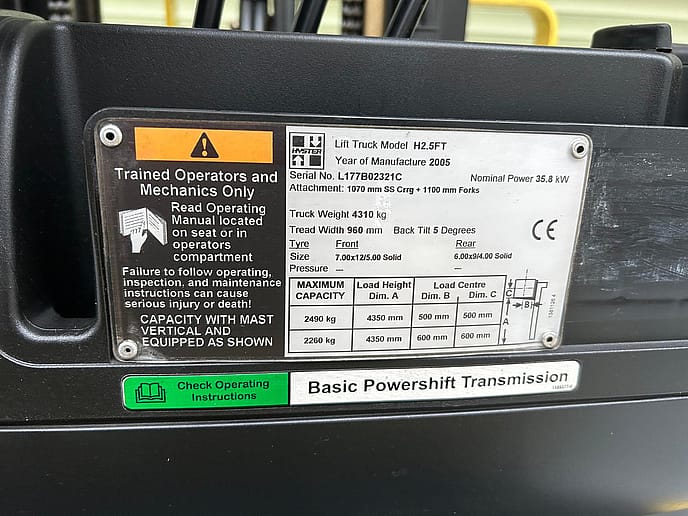 Trained Operators and
Mechanics Only
Read Operating
Manual located
on seat or in
operators
compartment
Failure to follow operating,
inspection, and maintenance
instructions can cause
serious injury or death!
CAPACITY WITH MAST
VERTICAL AND
EQUIPPED AS SHOWN
HYSTER
Lift Truck Model H2.5FT
Year of Manufacture 2005
Serial No. L177B02321C Nominal Power 35.8 kW
Attachment: 1070 mm SS Crrg + 1100 mm Forks
Truck Weight 4310 kg
Tread Width 960 mm Back Tilt 5 Degrees
CE
Tyre Front Rear
Size 7.00x12/5.00 Solid 6.00x9/4.00 Solid
Pressure --- ---
MAXIMUM CAPACITY Load Height Dim. A Load Centre Dim. B Dim. C
2490 kg 4350 mm 500 mm 500 mm
2260 kg 4350 mm 600 mm 600 mm
C
B
A
Check Operating
Instructions
Basic Powershift Transmission